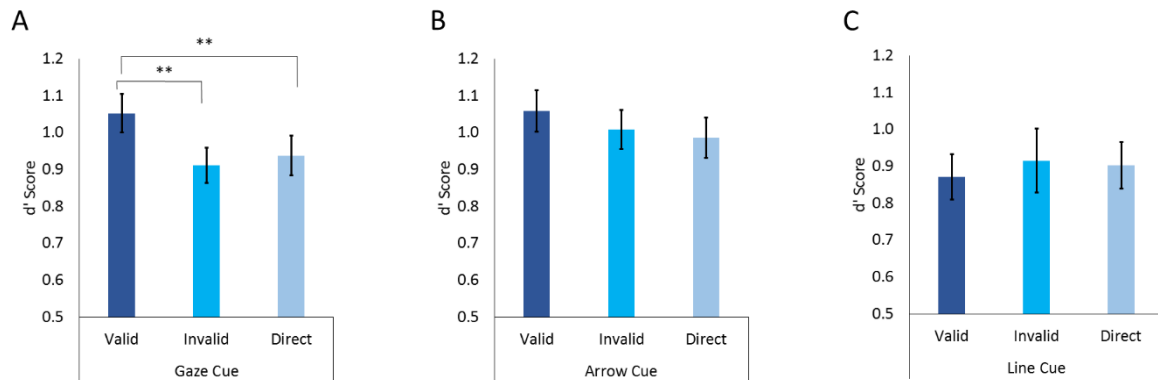 A
**
**
1.2
1.1
1.0
0.9
0.8
0.7
0.6
0.5
d' Score
Valid Invalid Direct
Gaze Cue
B
1.2
1.1
1.0
0.9
0.8
0.7
0.6
0.5
d' Score
Valid Invalid Direct
Arrow Cue
C
1.2
1.1
1.0
0.9
0.8
0.7
0.6
0.5
d' Score
Valid Invalid Direct
Line Cue